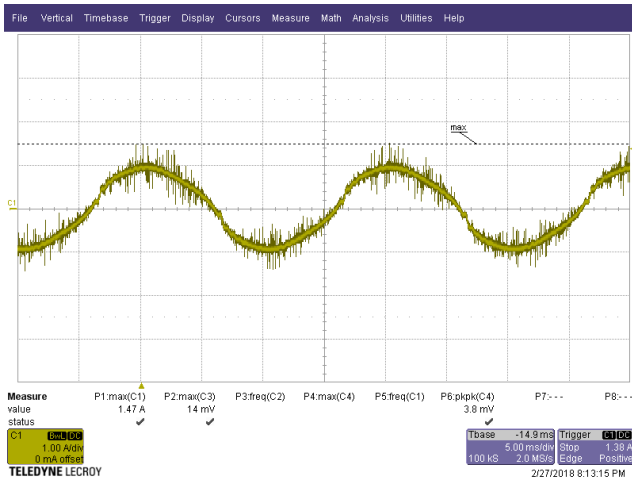 File Vertical Timebase Trigger Display Cursors Measure Math Analysis Utilities Help
max
C1
Measure P1:max(C1) P2:max(C3) P3:freq(C2) P4:max(C4) P5:freq(C1) P6:pkpk(C4) P7:- - - P8:- - -
value 1.47 A 14 mV 3.8 mV
status
C1 BwL DC
1.00 A/div
0 mA offset
Tbase -14.9 ms
5.00 ms/div
100 kS 2.0 MS/s
Trigger C1 DC
Stop 1.38 A
Edge Positive
TELEDYNE LECROY
2/27/2018 8:13:15 PM